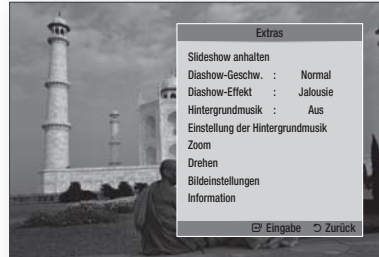 Extras
Slideshow anhalten
Diashow-Geschw. : Normal
Diashow-Effekt : Jalousie
Hintergrundmusik : Aus
Einstellung der Hintergrundmusik
Zoom
Drehen
Bildeinstellungen
Information
Eingabe Zurück